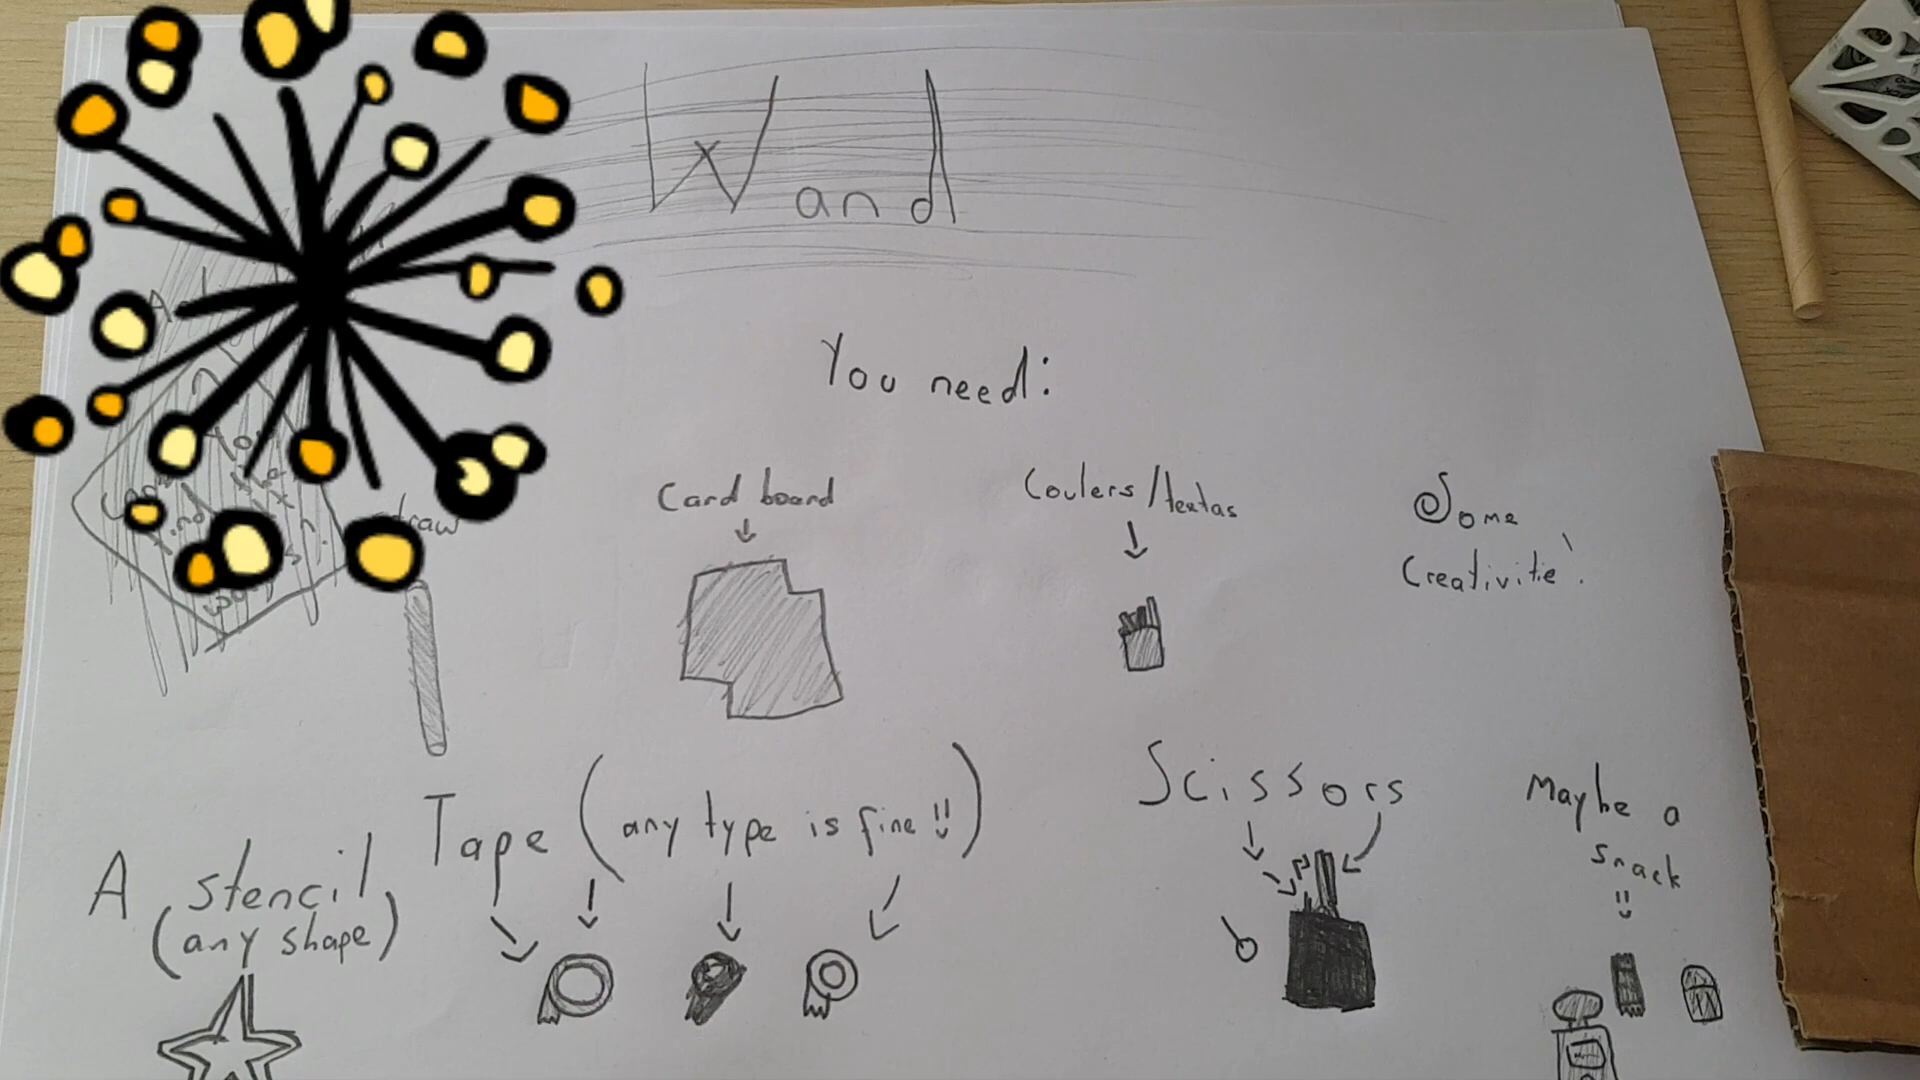 Wand
You need:
Card board
Coulers/textas
Some
Creativitie!
Tape (any type is fine!!)
Scissors
Maybe a
snack
!!
A stencil
(any shape)